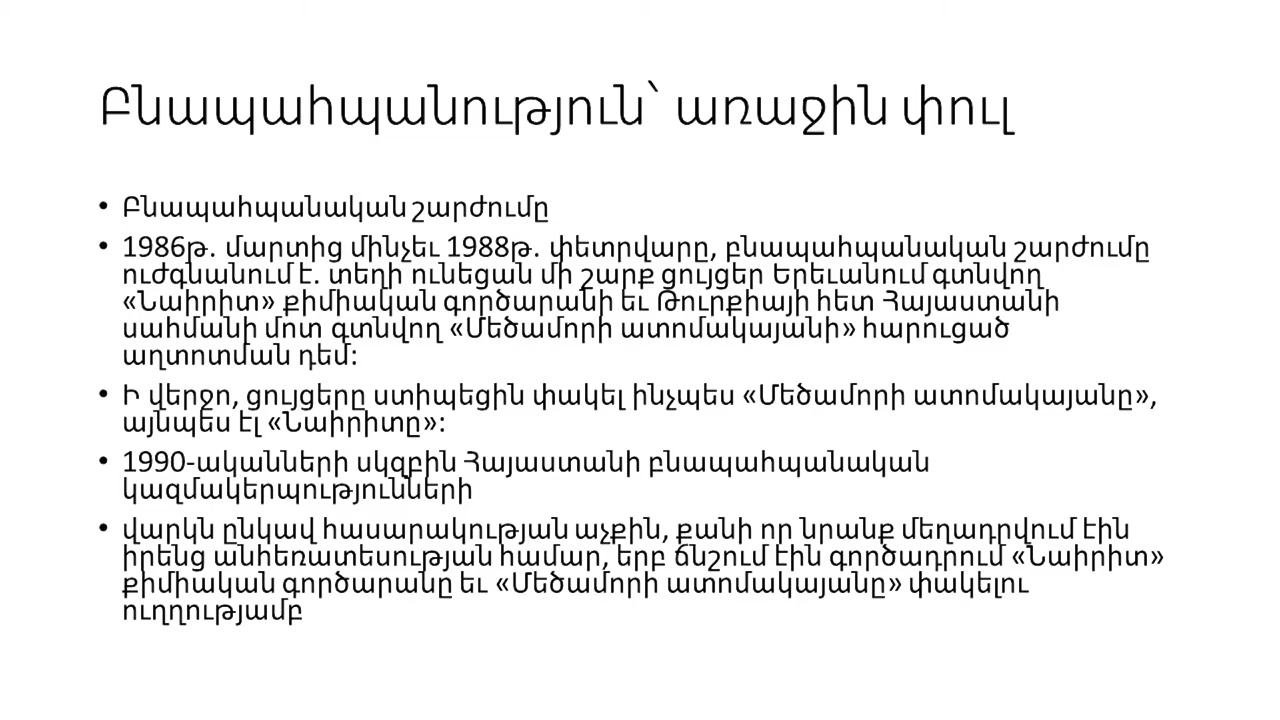 Բնապահպանություն՝ առաջին փուլ
• Բնապահպանական շարժումը
• 1986թ. մարտից մինչեւ 1988թ. փետրվարը, բնապահպանական շարժումը
ուժգնանում է. տեղի ունեցան մի շարք ցույցեր Երեւանում գտնվող
«Նաիրիտ» քիմիական գործարանի եւ Թուրքիայի հետ Հայաստանի
սահմանի մոտ գտնվող «Մեծամորի ատոմակայանի» հարուցած
աղտոտման դեմ:
• Ի վերջո, ցույցերը ստիպեցին փակել ինչպես «Մեծամորի ատոմակայանը»,
այնպես էլ «Նաիրիտը»:
• 1990-ականների սկզբին Հայաստանի բնապահպանական
կազմակերպությունների
• վարկն ընկավ հասարակության աչքին, քանի որ նրանք մեղադրվում էին
իրենց անհեռատեսության համար, երբ ճնշում էին գործադրում «Նաիրիտ»
քիմիական գործարանը եւ «Մեծամորի ատոմակայանը» փակելու
ուղղությամբ